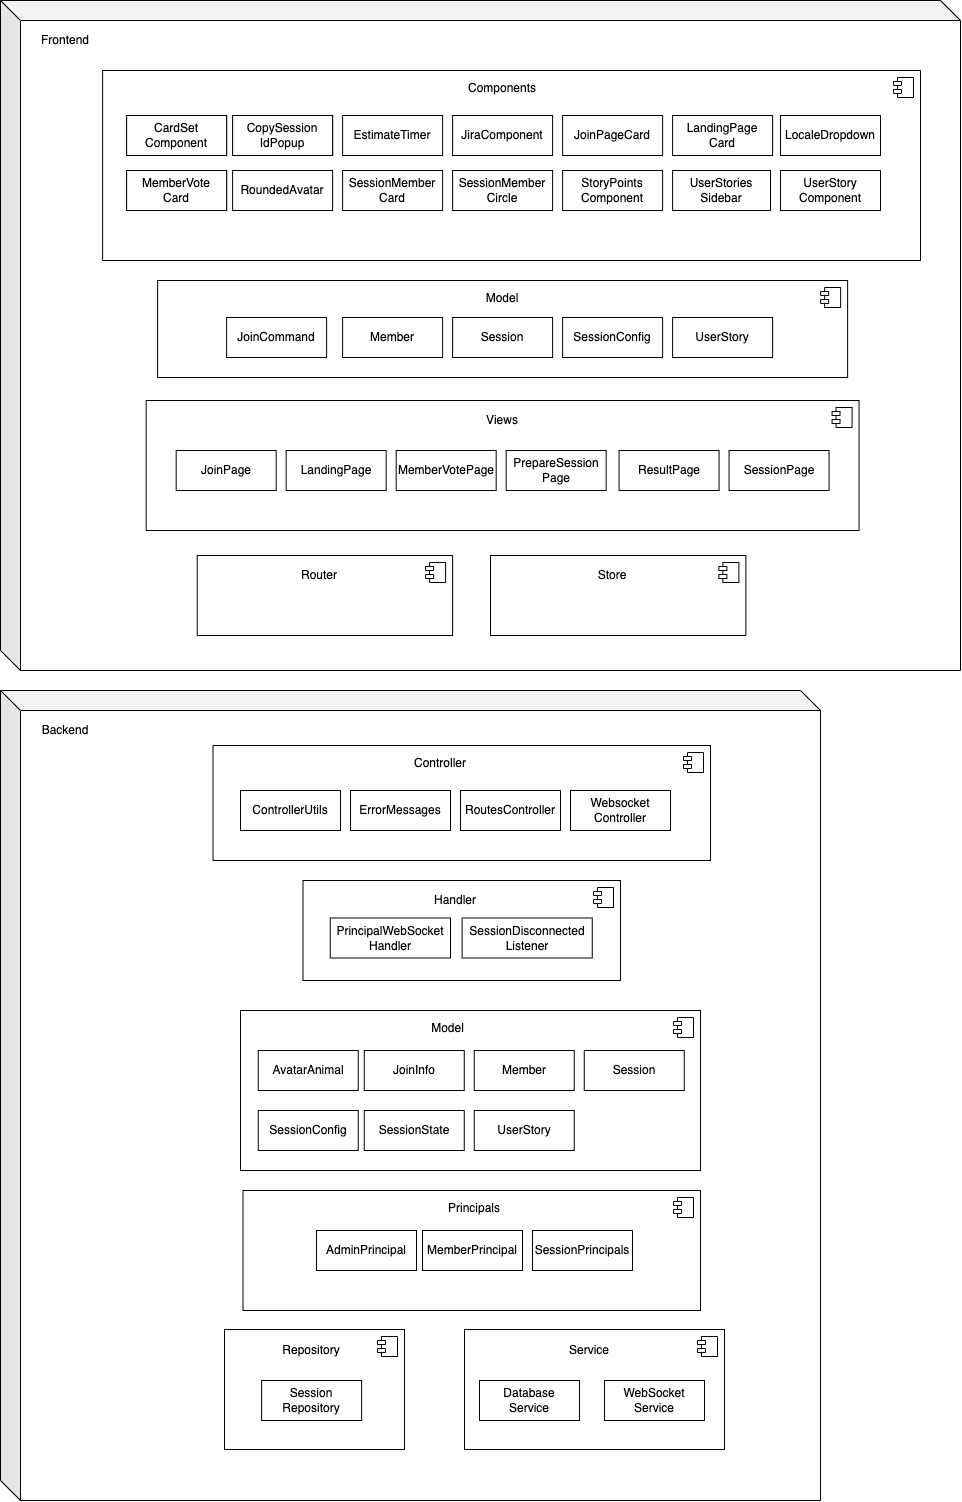 Frontend
Components
CardSet
Component
CopySession
IdPopup
EstimateTimer
JiraComponent
JoinPageCard
LandingPage
Card
LocaleDropdown
MemberVote
Card
RoundedAvatar
SessionMember
Card
SessionMember
Circle
StoryPoints
Component
UserStories
Sidebar
UserStory
Component
Model
JoinCommand
Member
Session
SessionConfig
UserStory
Views
JoinPage
LandingPage
MemberVotePage
PrepareSession
Page
ResultPage
SessionPage
Router
Store
Backend
Controller
ControllerUtils
ErrorMessages
RoutesController
Websocket
Controller
Handler
PrincipalWebSocket
Handler
SessionDisconnected
Listener
Model
AvatarAnimal
JoinInfo
Member
Session
SessionConfig
SessionState
UserStory
Principals
AdminPrincipal
MemberPrincipal
SessionPrincipals
Repository
Session
Repository
Service
Database
Service
WebSocket
Service